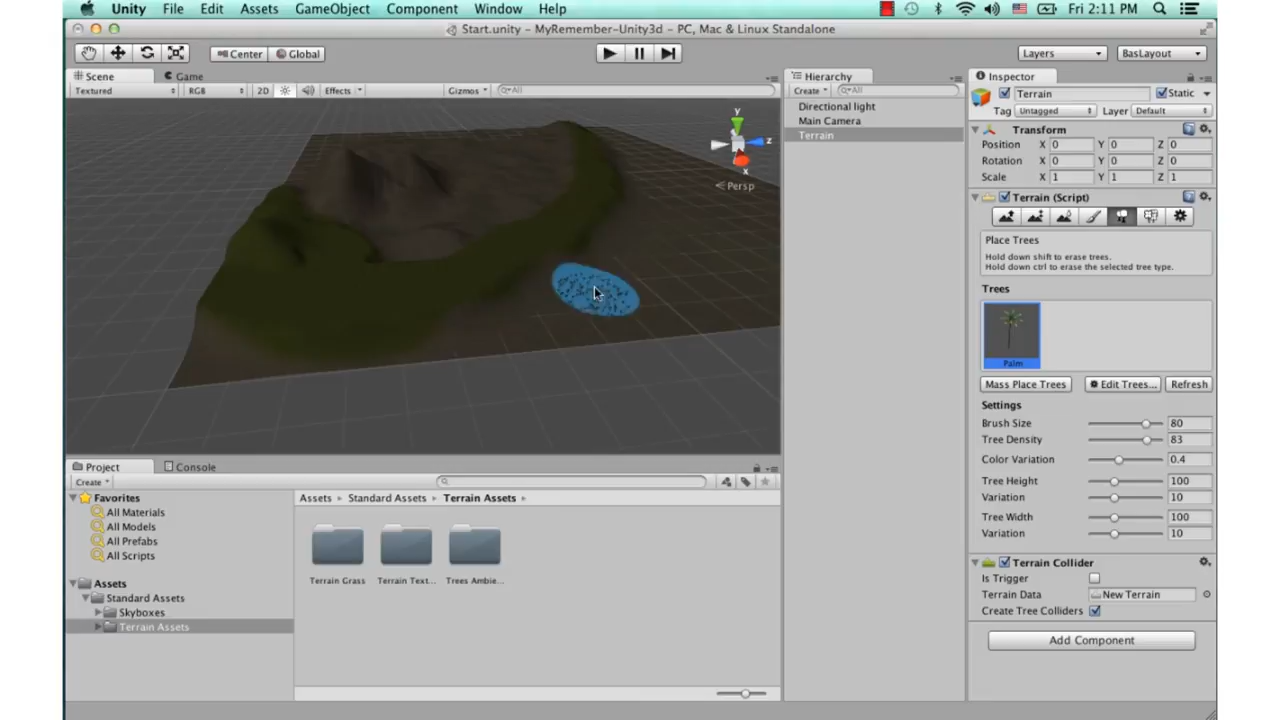 Unity File Edit Assets GameObject Component Window Help Fri 2:11 PM
Start.unity - MyRemember-Unity3d - PC, Mac & Linux Standalone
Center Global Layers BasLayout
Scene Game
Textured RGB 2D Effects Gizmos All
y
z
x
Persp
Hierarchy
Create All
Directional light
Main Camera
Terrain
Inspector
Terrain Static
Tag Untagged Layer Default
Transform
Position X 0 Y 0 Z 0
Rotation X 0 Y 0 Z 0
Scale X 1 Y 1 Z 1
Terrain (Script)
Place Trees
Hold down shift to erase trees.
Hold down ctrl to erase the selected tree type.
Trees
Palm
Mass Place Trees Edit Trees... Refresh
Settings
Brush Size 80
Tree Density 83
Color Variation 0.4
Tree Height 100
Variation 10
Tree Width 100
Variation 10
Terrain Collider
Is Trigger
Terrain Data New Terrain
Create Tree Colliders
Add Component
Project Console
Create
Favorites
All Materials
All Models
All Prefabs
All Scripts
Assets
Standard Assets
Skyboxes
Terrain Assets
Assets Standard Assets Terrain Assets
Terrain Grass Terrain Text... Trees Ambie...